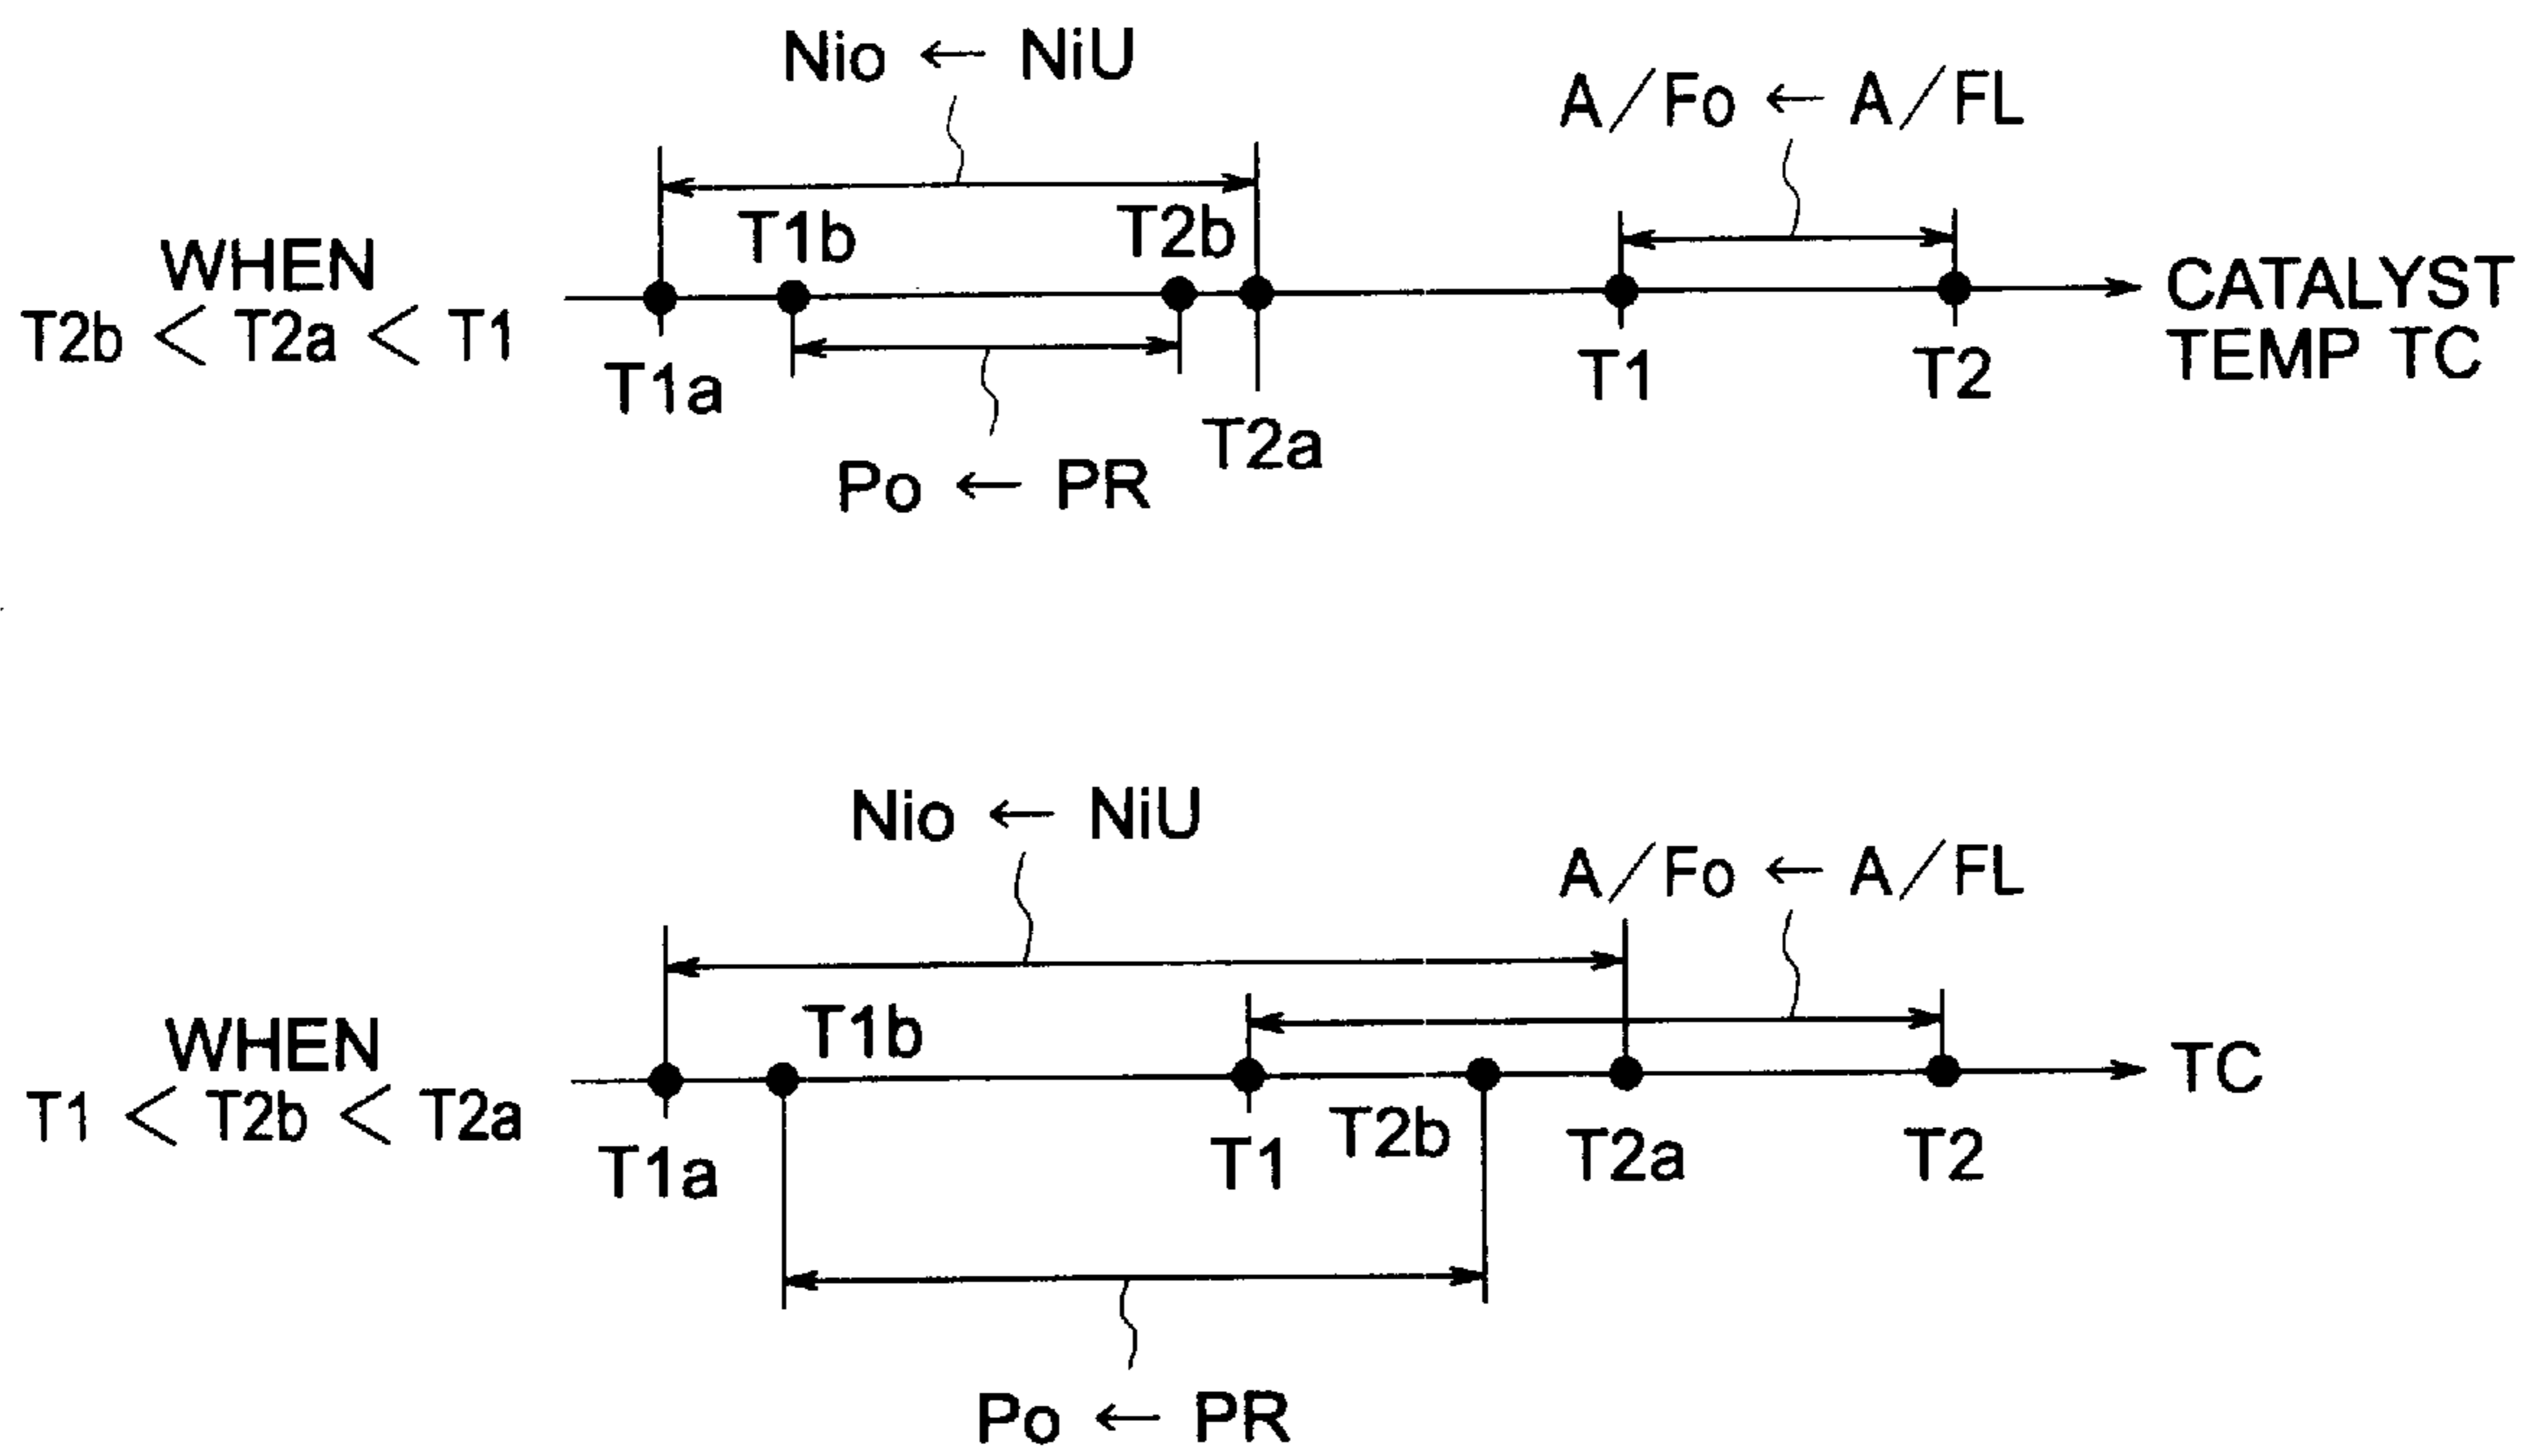 Nio ← NiU
A/Fo ← A/FL
T1b
T2b
WHEN
T2b < T2a < T1
CATALYST
TEMP TC
T1a
T1
T2
T2a
Po ← PR
Nio ← NiU
A/Fo ← A/FL
T1b
WHEN
T1 < T2b < T2a
TC
T1a
T1
T2b
T2a
T2
Po ← PR